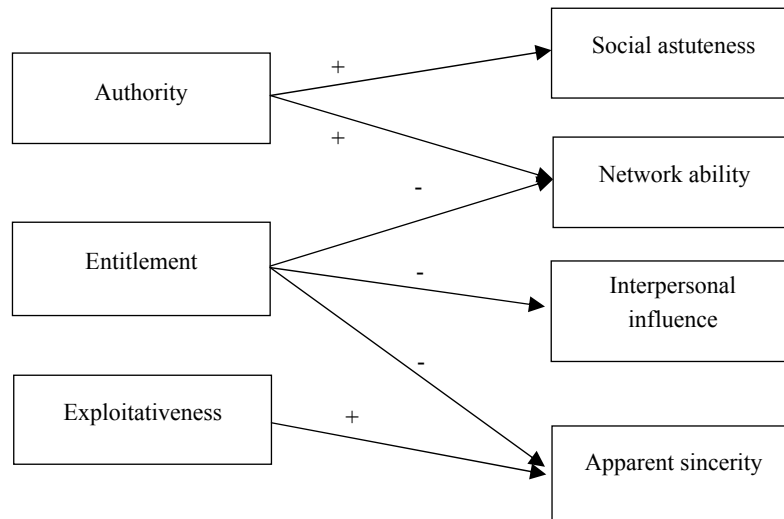 Social astuteness
+
Authority
+
Network ability
-
Entitlement
-
Interpersonal
influence
-
Exploitativeness
+
Apparent sincerity